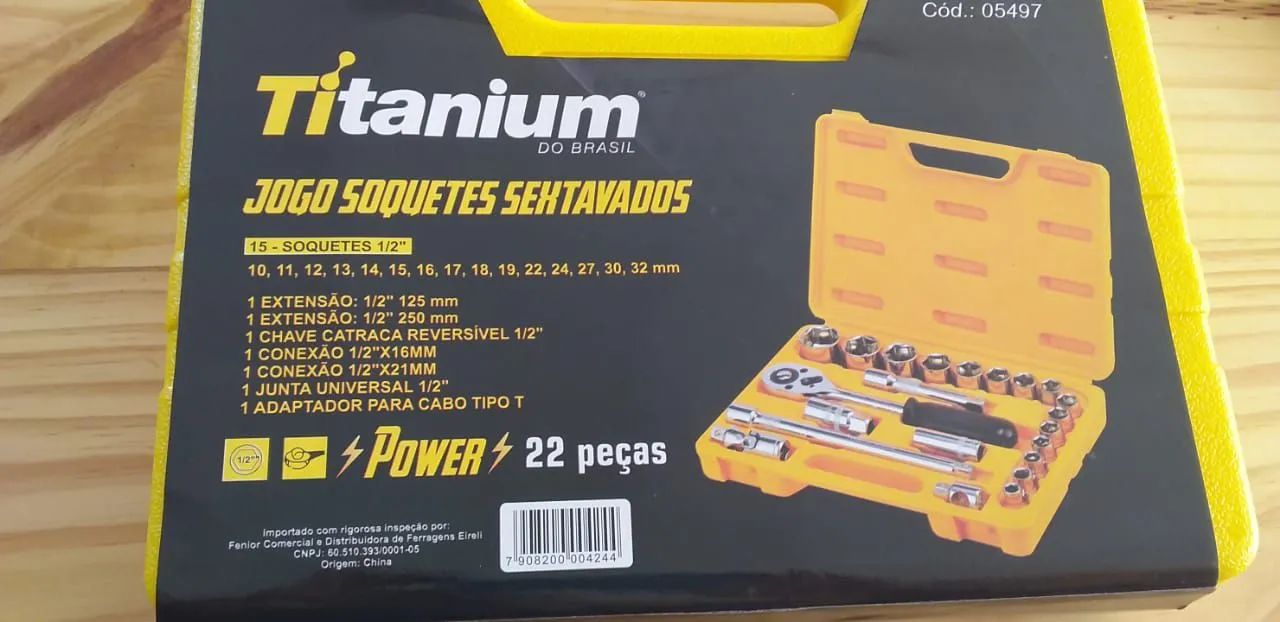 Cód.: 05497
Titanium®
DO BRASIL
JOGO SOQUETES SEXTAVADOS
15 - SOQUETES 1/2"
10, 11, 12, 13, 14, 15, 16, 17, 18, 19, 22, 24, 27, 30, 32 mm
1 EXTENSÃO: 1/2" 125 mm
1 EXTENSÃO: 1/2" 250 mm
1 CHAVE CATRACA REVERSÍVEL 1/2"
1 CONEXÃO 1/2"X16MM
1 CONEXÃO 1/2"X21MM
1 JUNTA UNIVERSAL 1/2"
1 ADAPTADOR PARA CABO TIPO T
1/2"
POWER
22 peças
Importado com rigorosa inspeção por:
Fenior Comercial e Distribuidora de Ferragens Eireli
CNPJ: 60.510.393/0001-05
Origem: China
7 908200 004244